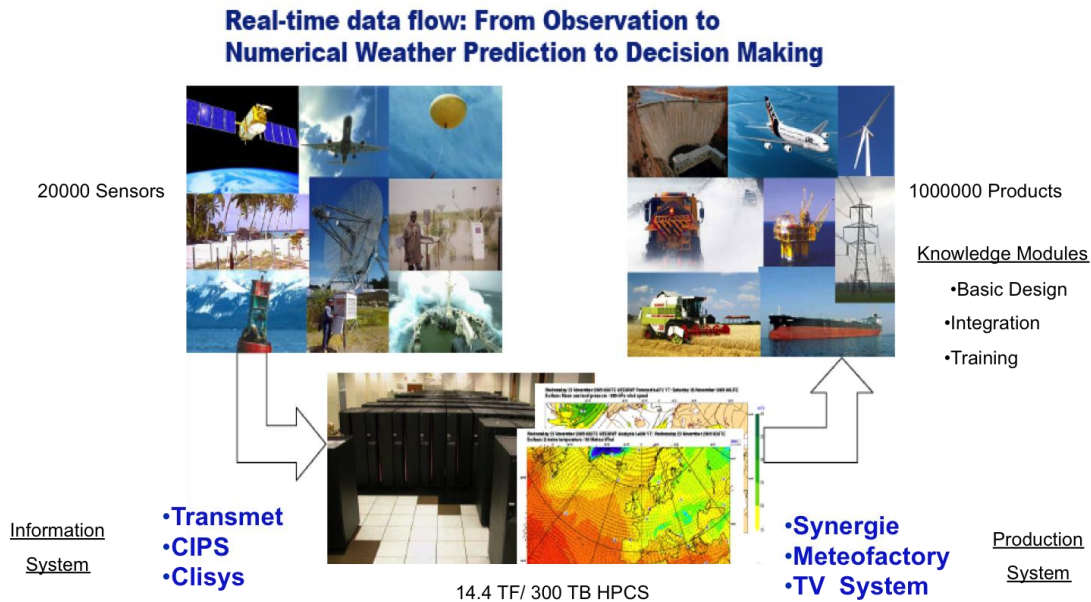 Real-time data flow: From Observation to
Numerical Weather Prediction to Decision Making
20000 Sensors
1000000 Products
Knowledge Modules
•Basic Design
•Integration
•Training
Information
System
•Transmet
•CIPS
•Clisys
14.4 TF/ 300 TB HPCS
•Synergie
•Meteofactory
•TV System
Production
System